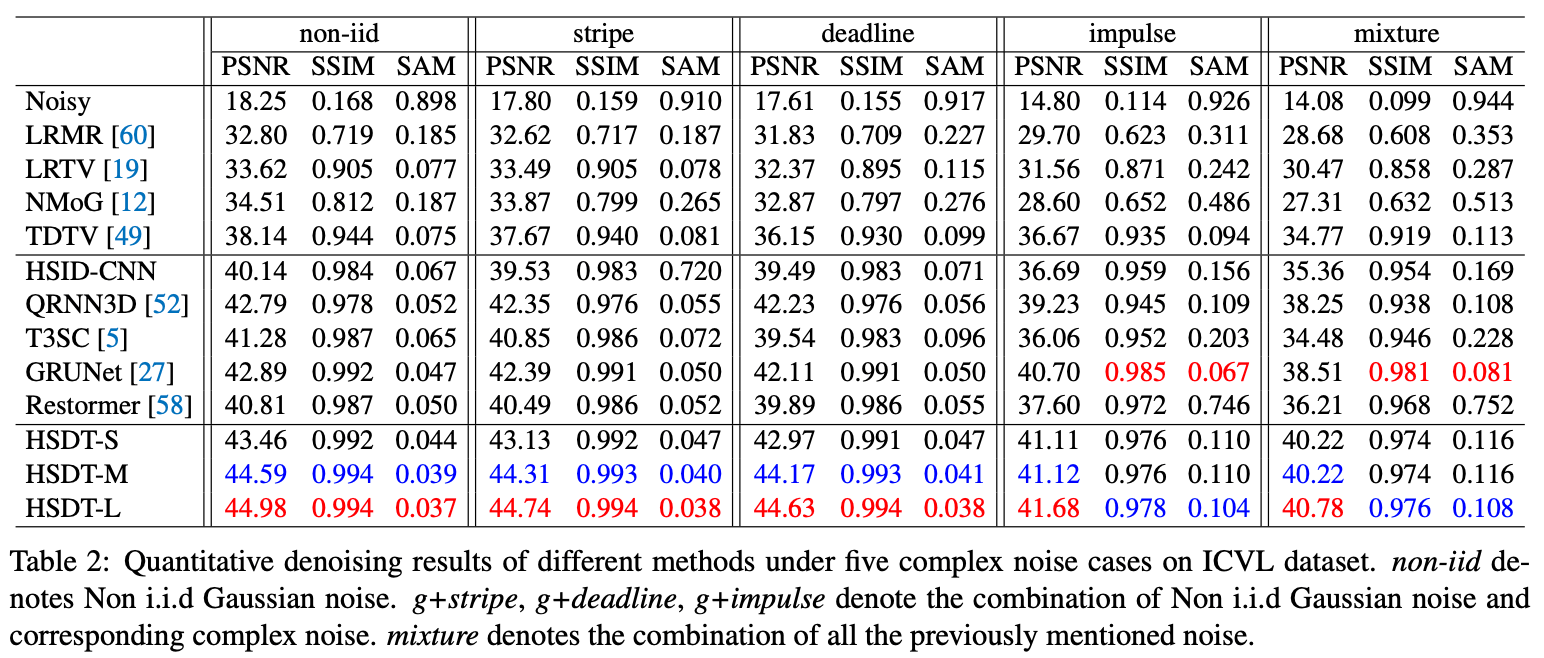 non-iid stripe deadline impulse mixture
PSNR SSIM SAM PSNR SSIM SAM PSNR SSIM SAM PSNR SSIM SAM PSNR SSIM SAM
Noisy 18.25 0.168 0.898 17.80 0.159 0.910 17.61 0.155 0.917 14.80 0.114 0.926 14.08 0.099 0.944
LRMR [60] 32.80 0.719 0.185 32.62 0.717 0.187 31.83 0.709 0.227 29.70 0.623 0.311 28.68 0.608 0.353
LRTV [19] 33.62 0.905 0.077 33.49 0.905 0.078 32.37 0.895 0.115 31.56 0.871 0.242 30.47 0.858 0.287
NMoG [12] 34.51 0.812 0.187 33.87 0.799 0.265 32.87 0.797 0.276 28.60 0.652 0.486 27.31 0.632 0.513
TDTV [49] 38.14 0.944 0.075 37.67 0.940 0.081 36.15 0.930 0.099 36.67 0.935 0.094 34.77 0.919 0.113
HSID-CNN 40.14 0.984 0.067 39.53 0.983 0.720 39.49 0.983 0.071 36.69 0.959 0.156 35.36 0.954 0.169
QRNN3D [52] 42.79 0.978 0.052 42.35 0.976 0.055 42.23 0.976 0.056 39.23 0.945 0.109 38.25 0.938 0.108
T3SC [5] 41.28 0.987 0.065 40.85 0.986 0.072 39.54 0.983 0.096 36.06 0.952 0.203 34.48 0.946 0.228
GRUNet [27] 42.89 0.992 0.047 42.39 0.991 0.050 42.11 0.991 0.050 40.70 0.985 0.067 38.51 0.981 0.081
Restormer [58] 40.81 0.987 0.050 40.49 0.986 0.052 39.89 0.986 0.055 37.60 0.972 0.746 36.21 0.968 0.752
HSDT-S 43.46 0.992 0.044 43.13 0.992 0.047 42.97 0.991 0.047 41.11 0.976 0.110 40.22 0.974 0.116
HSDT-M 44.59 0.994 0.039 44.31 0.993 0.040 44.17 0.993 0.041 41.12 0.976 0.110 40.22 0.974 0.116
HSDT-L 44.98 0.994 0.037 44.74 0.994 0.038 44.63 0.994 0.038 41.68 0.978 0.104 40.78 0.976 0.108
Table 2: Quantitative denoising results of different methods under five complex noise cases on ICVL dataset. non-iid de-
notes Non i.i.d Gaussian noise. g+stripe, g+deadline, g+impulse denote the combination of Non i.i.d Gaussian noise and
corresponding complex noise. mixture denotes the combination of all the previously mentioned noise.